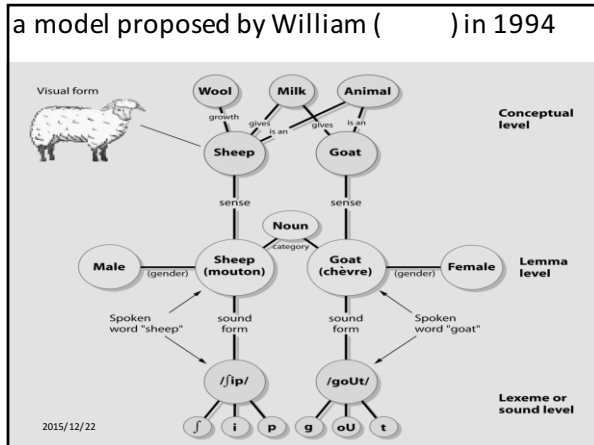 a model proposed by William (          ) in 1994
Visual form
Wool
Milk
Animal
Conceptual
level
growth
gives
is an
gives
is an
Sheep
Goat
sense
sense
Noun
category
Male
(gender)
Sheep
(mouton)
Goat
(chèvre)
(gender)
Female
Lemma
level
Spoken
word "sheep"
sound
form
sound
form
Spoken
word "goat"
/ʃip/
/goUt/
Lexeme or
sound level
ʃ
i
p
g
oU
t
2015/12/22